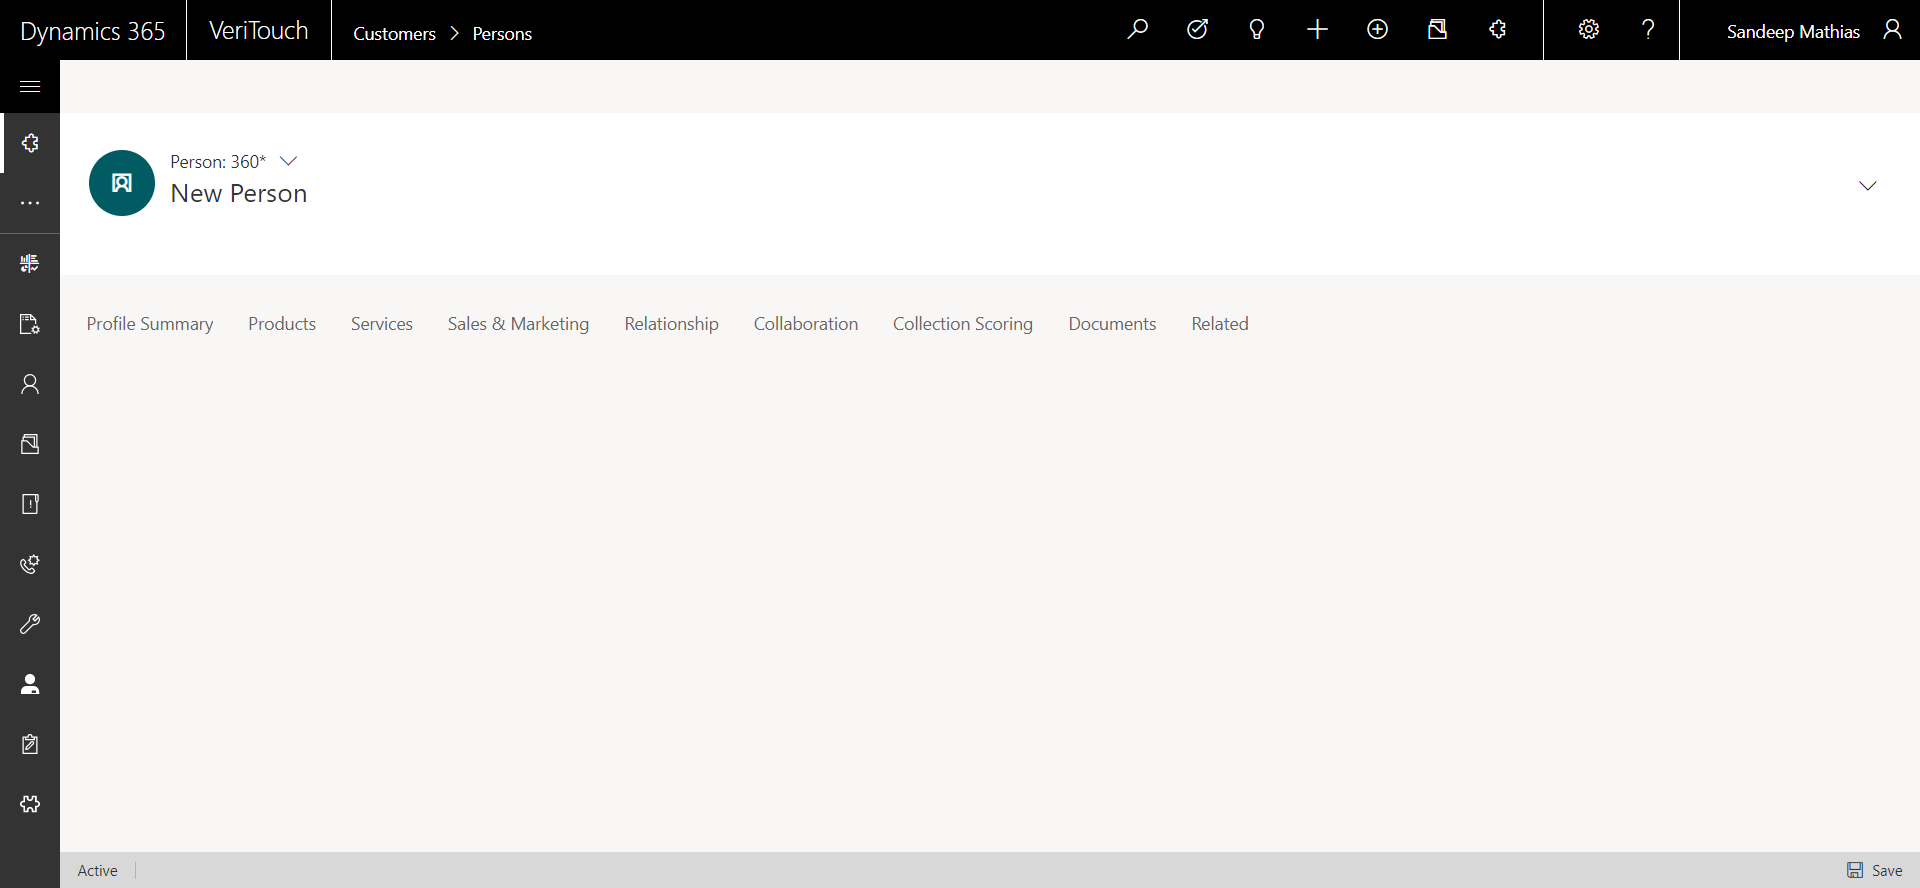 Dynamics 365 VeriTouch Customers > Persons Sandeep Mathias
Person: 360*
New Person
Profile Summary Products Services Sales & Marketing Relationship Collaboration Collection Scoring Documents Related
Active Save